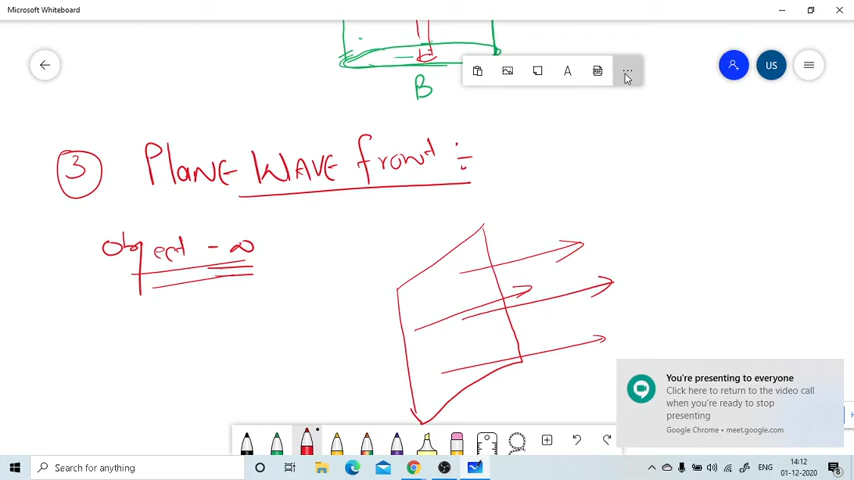 Microsoft Whiteboard
US
B
3 PlANE WAVE front :
Object - ∞
You're presenting to everyone
Click here to return to the video call
when you're ready to stop
presenting
Google Chrome • meet.google.com
Search for anything
ENG
14:12
01-12-2020
8